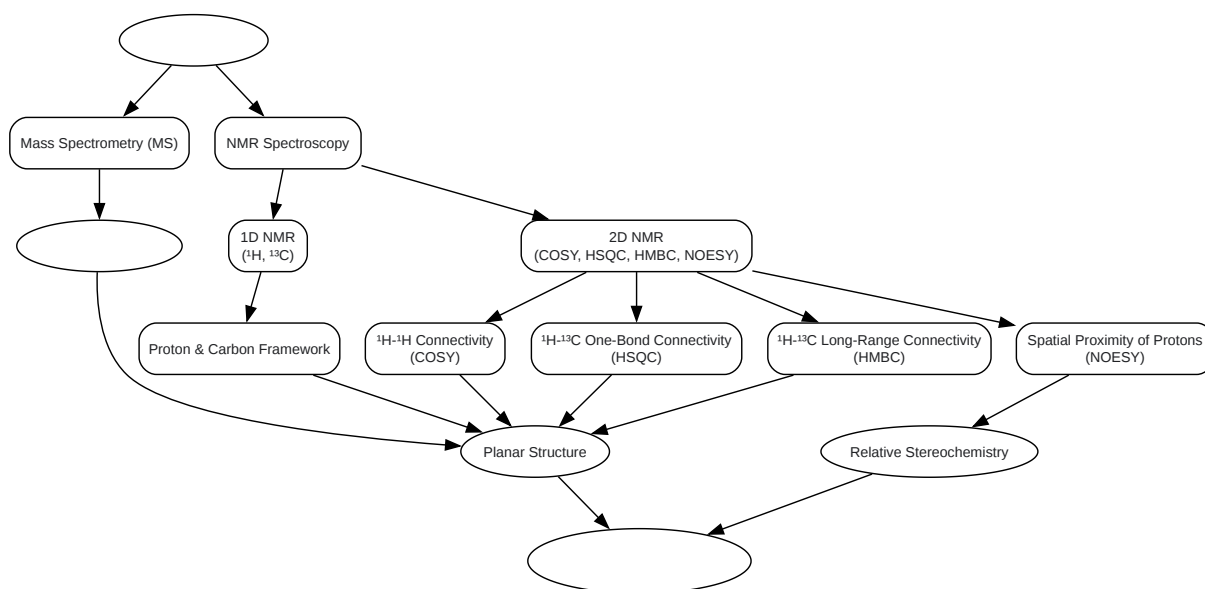 Mass Spectrometry (MS)
NMR Spectroscopy
1D NMR
(¹H, ¹³C)
2D NMR
(COSY, HSQC, HMBC, NOESY)
Proton & Carbon Framework
¹H-¹H Connectivity
(COSY)
¹H-¹³C One-Bond Connectivity
(HSQC)
¹H-¹³C Long-Range Connectivity
(HMBC)
Spatial Proximity of Protons
(NOESY)
Planar Structure
Relative Stereochemistry